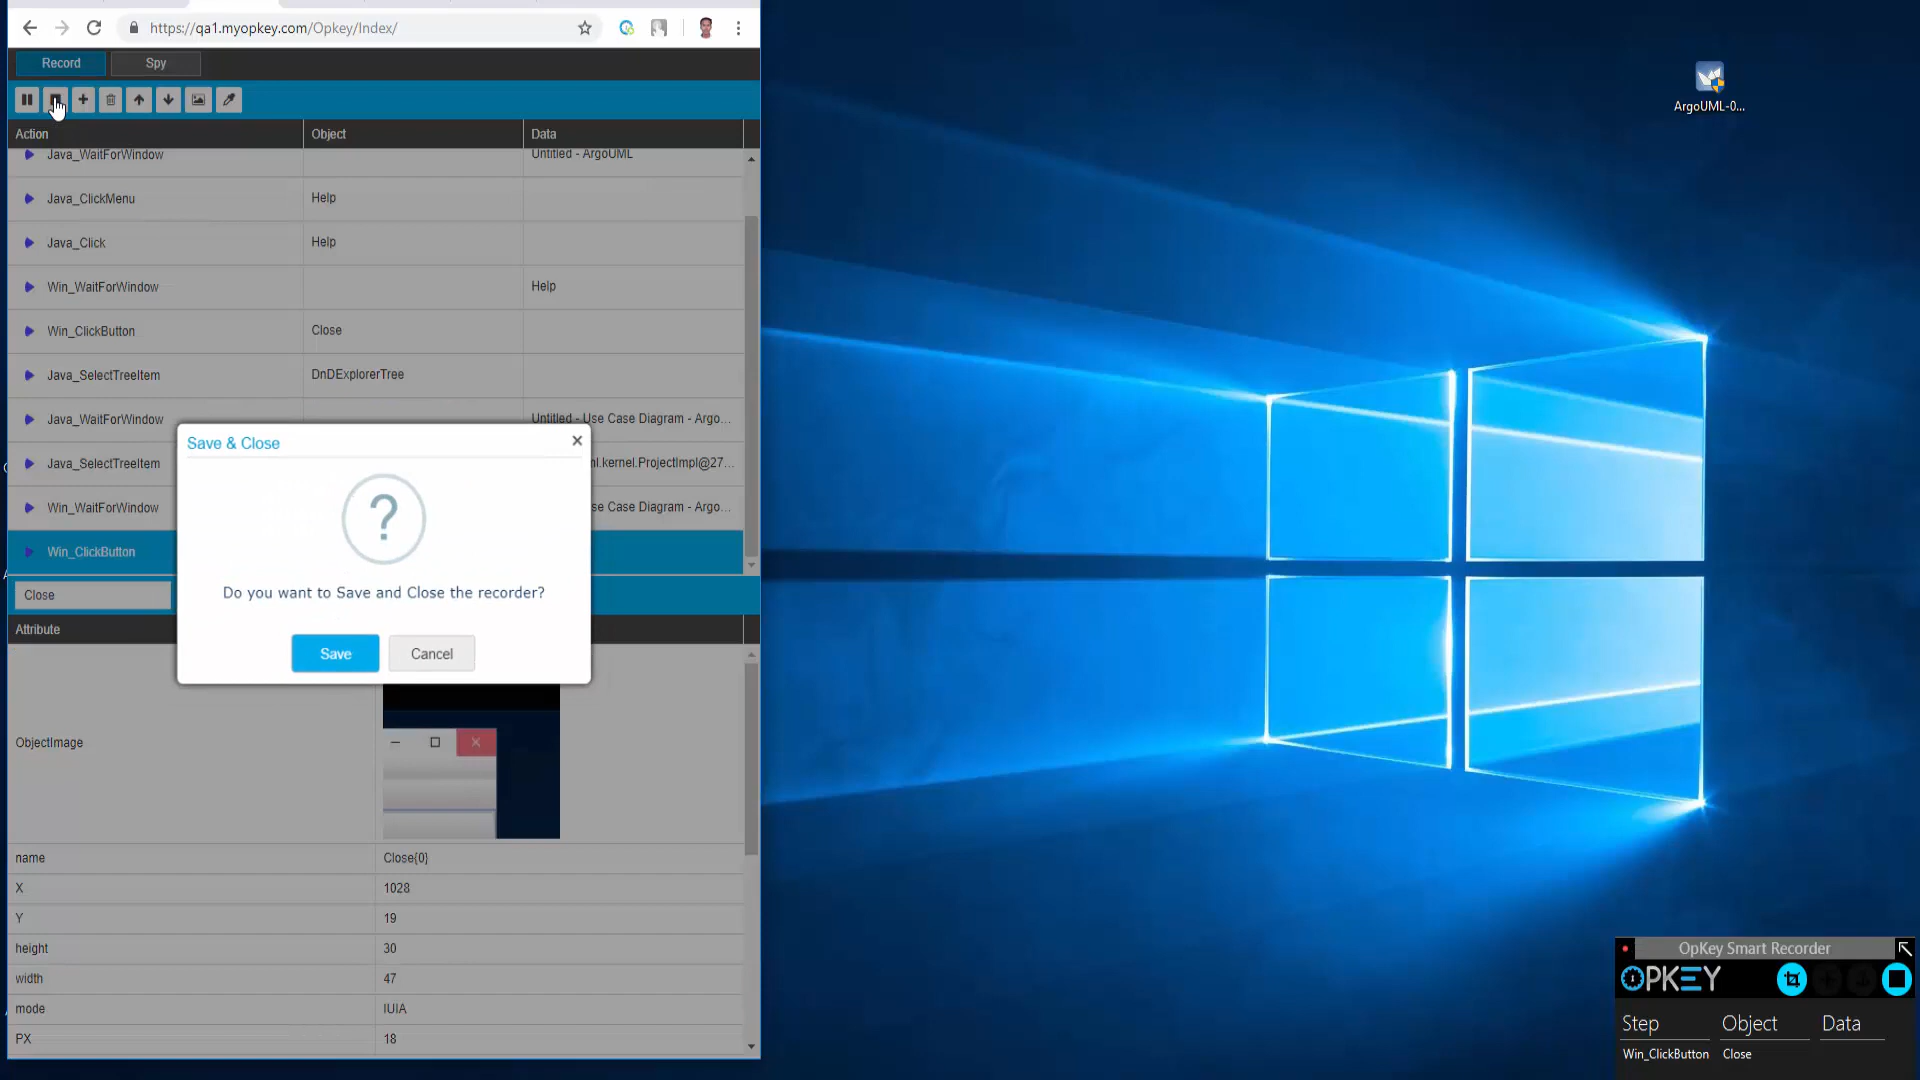 https://qa1.myopkey.com/Opkey/Index/
Record
Spy
Action
Object
Data
Java_WaitForWindow
Untitled - ArgoUML
Java_ClickMenu
Help
Java_Click
Help
Win_WaitForWindow
Help
Win_ClickButton
Close
Java_SelectTreeItem
DnDExplorerTree
Java_WaitForWindow
Untitled - Use Case Diagram - Argo...
Java_SelectTreeItem
ml.kernel.ProjectImpl@27...
Win_WaitForWindow
se Case Diagram - Argo...
Win_ClickButton
Save & Close
Do you want to Save and Close the recorder?
Save
Cancel
Close
Attribute
ObjectImage
name
Close{0}
X
1028
Y
19
height
30
width
47
mode
IUIA
PX
18
ArgoUML-0...
OpKey Smart Recorder
OPKEY
Step
Object
Data
Win_ClickButton
Close